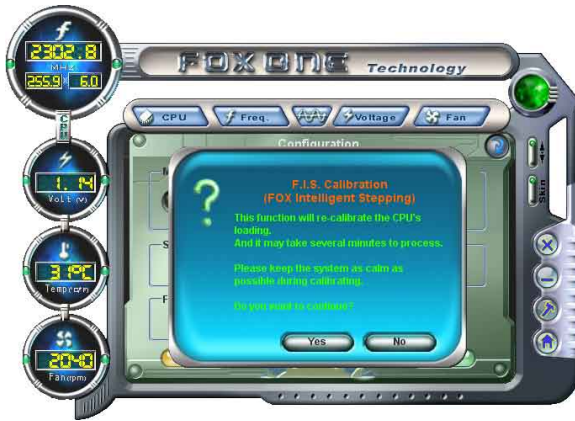 f
2302.8
MHz
255.9 x 6.0
CPU
1.14
Volt (V)
31°C
Temp(°C/°F)
2040
Fan(rpm)
FOX ONE Technology
CPU
Freq.
Voltage
Fan
Configuration
?
Skin
F.I.S. Calibration
(FOX Intelligent Stepping)
This function will re-calibrate the CPU's
loading.
And it may take several minutes to process.
Please keep the system as calm as
possible during calibrating.
Do you want to continue?
Yes
No